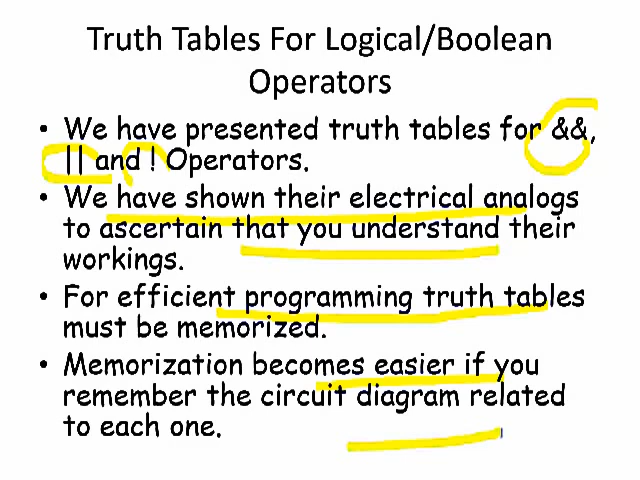 Truth Tables For Logical/Boolean
Operators
• We have presented truth tables for &&,
|| and ! Operators.
• We have shown their electrical analogs
to ascertain that you understand their
workings.
• For efficient programming truth tables
must be memorized.
• Memorization becomes easier if you
remember the circuit diagram related
to each one.